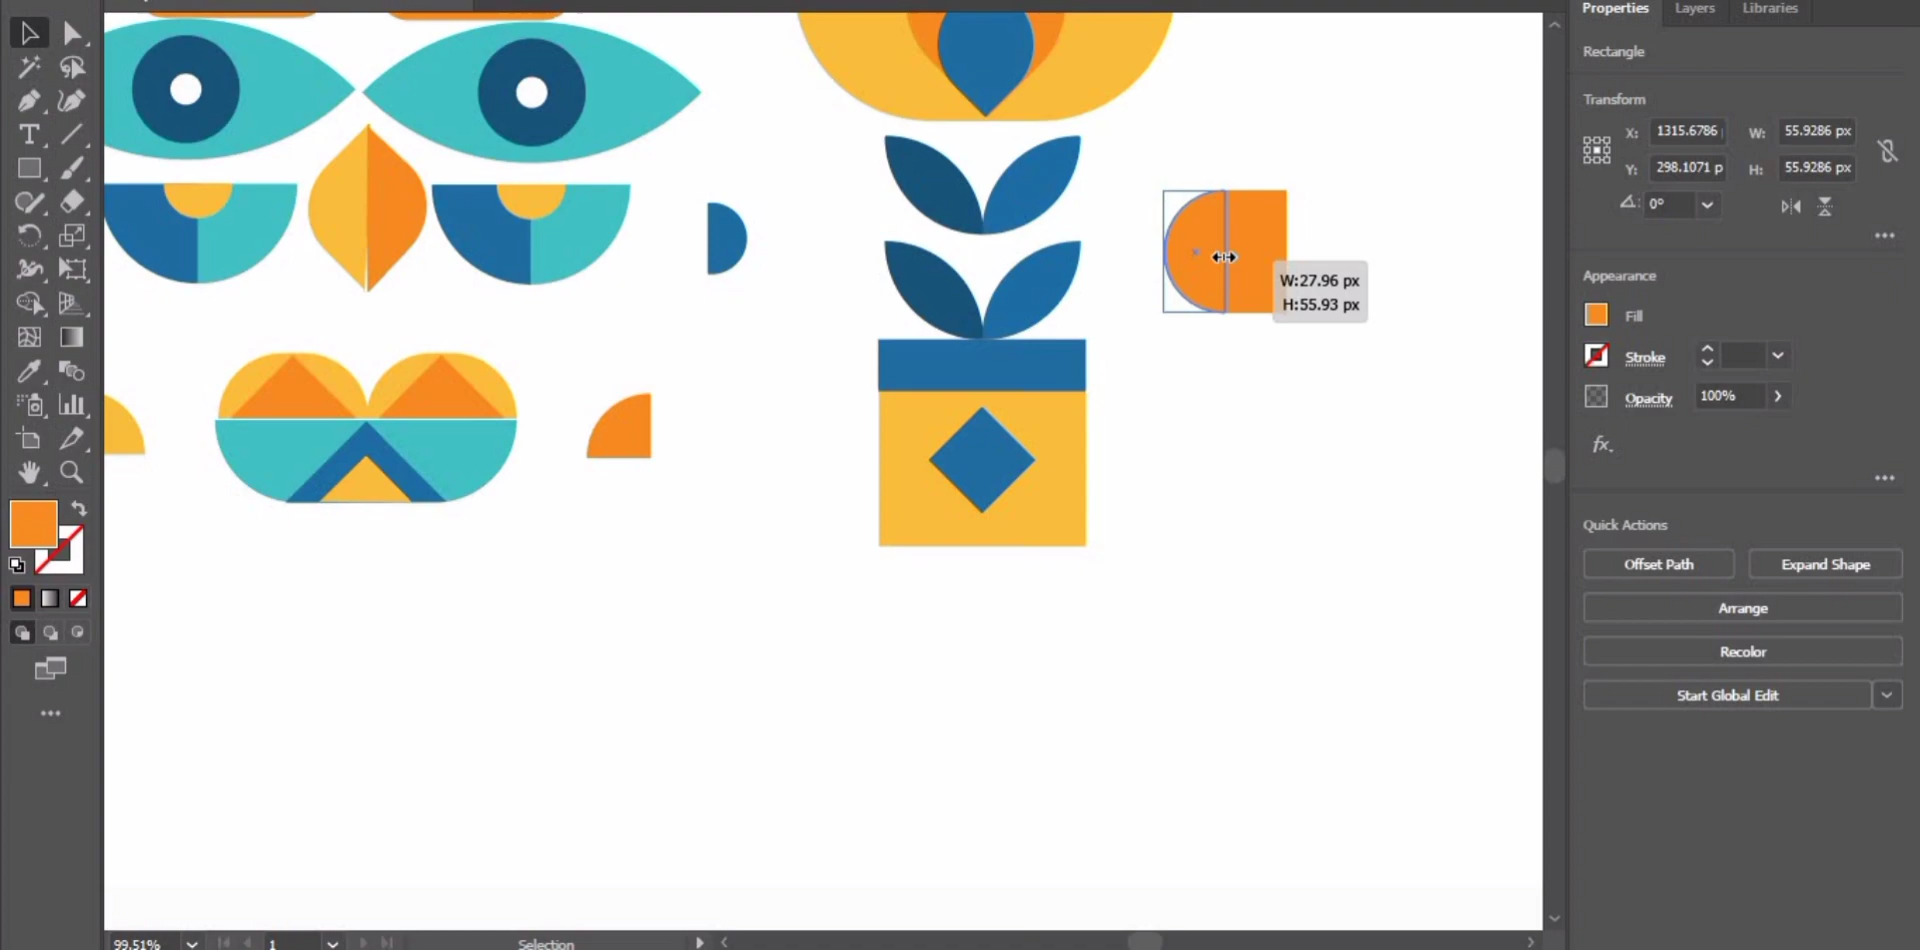 Properties Layers Libraries
Rectangle
Transform
X: 1315.6786 W: 55.9286 px
Y: 298.1071 p H: 55.9286 px
0°
W:27.96 px
H:55.93 px
Appearance
Fill
Stroke
Opacity 100%
fx.
Quick Actions
Offset Path Expand Shape
Arrange
Recolor
Start Global Edit
99.51% 1 Selection